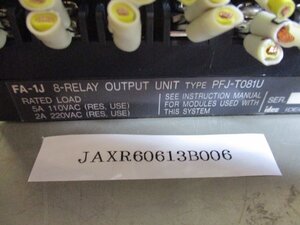 FA-1J 8-RELAY OUTPUT UNIT TYPE PFJ-T081U
RATED LOAD
5A 110VAC (RES, USE)
2A 220VAC (RES, USE)
SEE INSTRUCTION MANUAL
FOR MODULES USED WITH
THIS SYSTEM
SER.
idec
JAXR60613B006